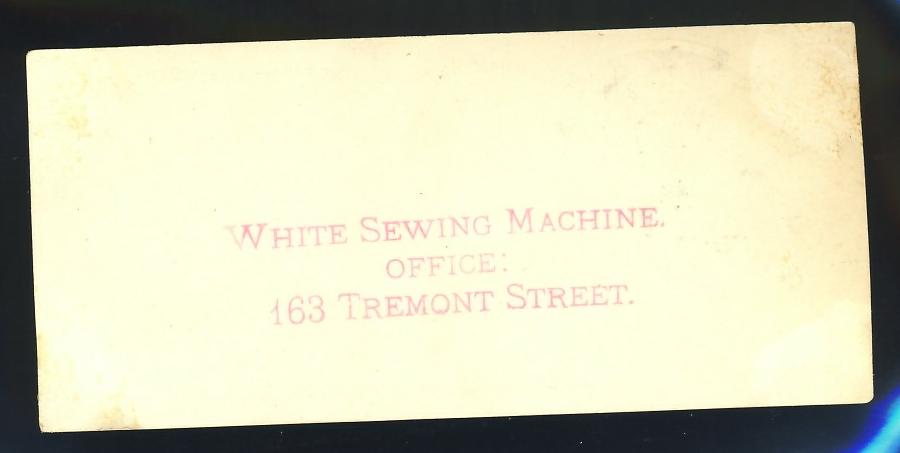 WHITE SEWING MACHINE.
OFFICE:
163 TREMONT STREET.